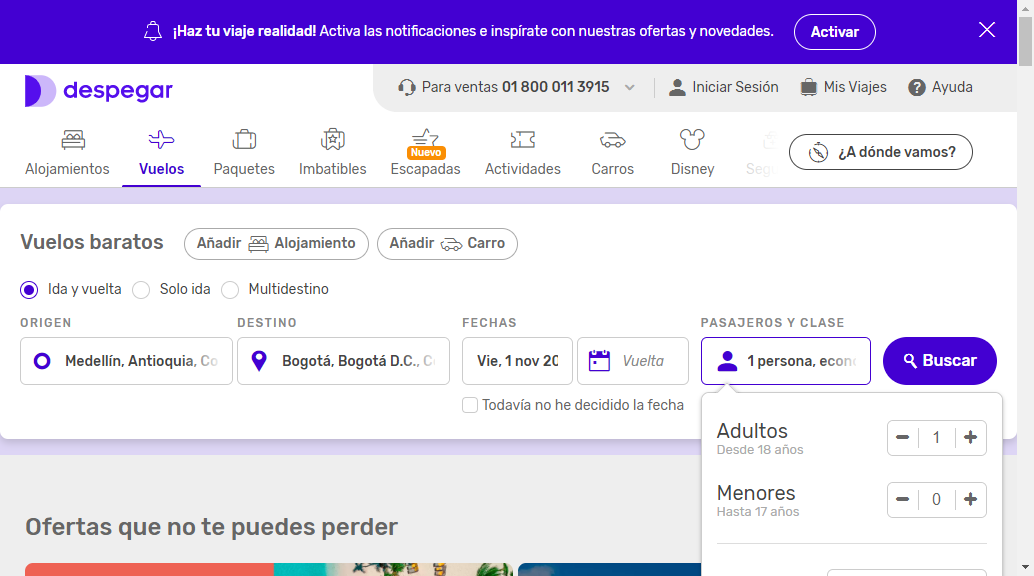 ¡Haz tu viaje realidad! Activa las notificaciones e inspírate con nuestras ofertas y novedades. Activar
despegar
Para ventas 01 800 011 3915 Iniciar Sesión Mis Viajes Ayuda
Nuevo
Alojamientos Vuelos Paquetes Imbatibles Escapadas Actividades Carros Disney Seg ¿A dónde vamos?
Vuelos baratos Añadir Alojamiento Añadir Carro
Ida y vuelta Solo ida Multidestino
ORIGEN DESTINO FECHAS PASAJEROS Y CLASE
Medellín, Antioquia, Co Bogotá, Bogotá D.C., C Vie, 1 nov 20 Vuelta 1 persona, econ Buscar
Todavía no he decidido la fecha
Adultos
Desde 18 años
1
Menores
Hasta 17 años
0
Ofertas que no te puedes perder